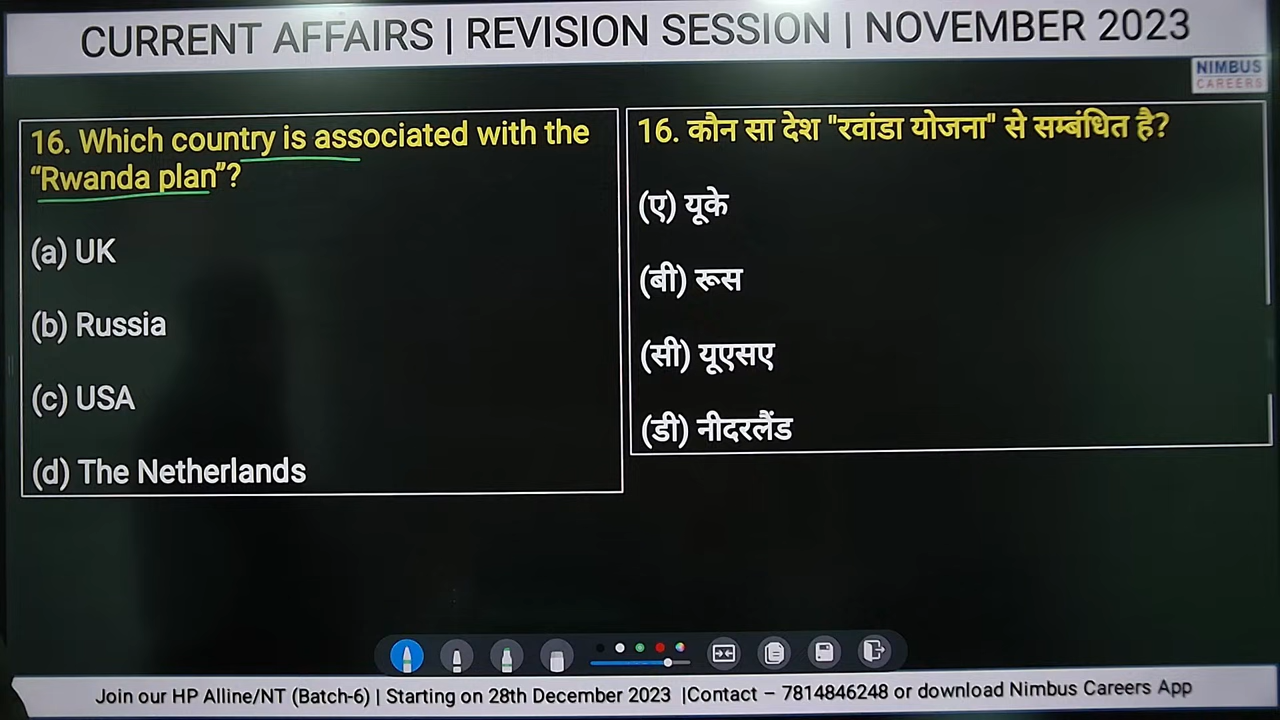 CURRENT AFFAIRS | REVISION SESSION | NOVEMBER 2023
NIMBUS
CAREERS
16. Which country is associated with the
“Rwanda plan”?
(a) UK
(b) Russia
(c) USA
(d) The Netherlands
16. कौन सा देश "रवांडा योजना" से सम्बंधित है?
(ए) यूके
(बी) रूस
(सी) यूएसए
(डी) नीदरलैंड
Join our HP Alline/NT (Batch-6) | Starting on 28th December 2023 |Contact – 7814846248 or download Nimbus Careers App